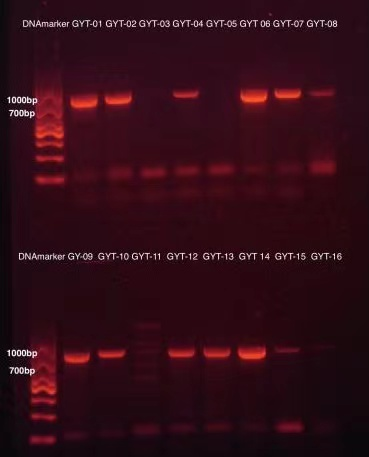 DNAmarker GYT-01 GYT-02 GYT-03 GYT-04 GYT-05 GYT 06 GYT-07 GYT-08
1000bp
700bp
DNAmarker GY-09 GYT-10 GYT-11 GYT-12 GYT-13 GYT 14 GYT-15 GYT-16
1000bp
700bp